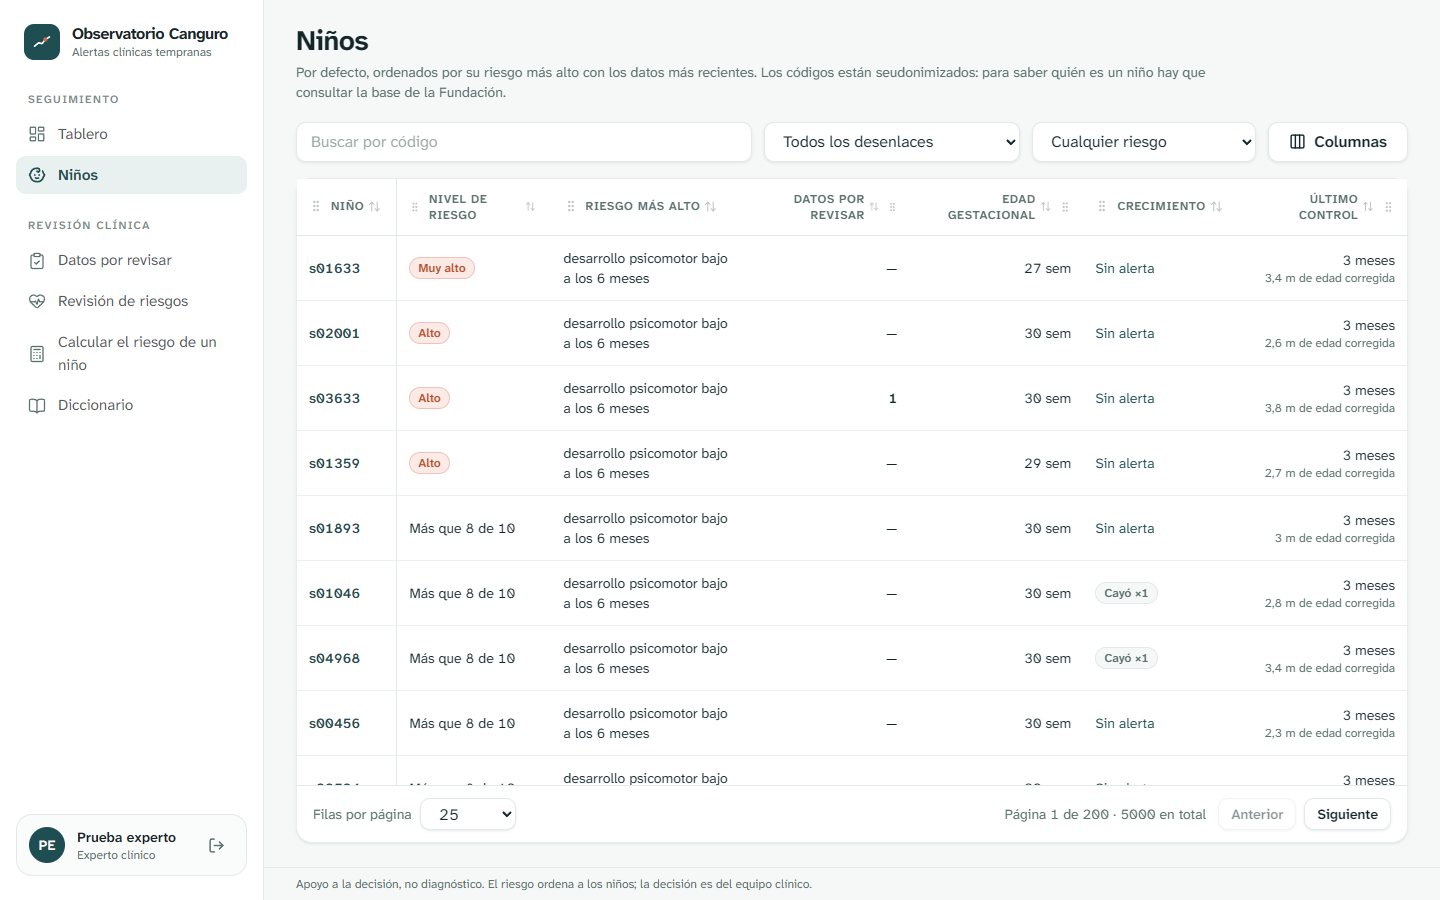 Observatorio Canguro
Alertas clínicas tempranas
SEGUIMIENTO
Tablero
Niños
REVISIÓN CLÍNICA
Datos por revisar
Revisión de riesgos
Calcular el riesgo de un
niño
Diccionario
PE
Prueba experto
Experto clínico
Niños
Por defecto, ordenados por su riesgo más alto con los datos más recientes. Los códigos están seudonimizados: para saber quién es un niño hay que
consultar la base de la Fundación.
Buscar por código
Todos los desenlaces
Cualquier riesgo
Columnas
NIÑO
NIVEL DE
RIESGO
RIESGO MÁS ALTO
DATOS POR
REVISAR
EDAD
GESTACIONAL
CRECIMIENTO
ÚLTIMO
CONTROL
s01633
Muy alto
desarrollo psicomotor bajo
a los 6 meses
—
27 sem
Sin alerta
3 meses
3,4 m de edad corregida
s02001
Alto
desarrollo psicomotor bajo
a los 6 meses
—
30 sem
Sin alerta
3 meses
2,6 m de edad corregida
s03633
Alto
desarrollo psicomotor bajo
a los 6 meses
1
30 sem
Sin alerta
3 meses
3,8 m de edad corregida
s01359
Alto
desarrollo psicomotor bajo
a los 6 meses
—
29 sem
Sin alerta
3 meses
2,7 m de edad corregida
s01893
Más que 8 de 10
desarrollo psicomotor bajo
a los 6 meses
—
30 sem
Sin alerta
3 meses
3 m de edad corregida
s01046
Más que 8 de 10
desarrollo psicomotor bajo
a los 6 meses
—
30 sem
Cayó ×1
3 meses
2,8 m de edad corregida
s04968
Más que 8 de 10
desarrollo psicomotor bajo
a los 6 meses
—
30 sem
Cayó ×1
3 meses
3,4 m de edad corregida
s00456
Más que 8 de 10
desarrollo psicomotor bajo
a los 6 meses
—
30 sem
Sin alerta
3 meses
2,3 m de edad corregida
desarrollo psicomotor bajo
3 meses
Filas por página
25
Página 1 de 200 · 5000 en total
Anterior
Siguiente
Apoyo a la decisión, no diagnóstico. El riesgo ordena a los niños; la decisión es del equipo clínico.